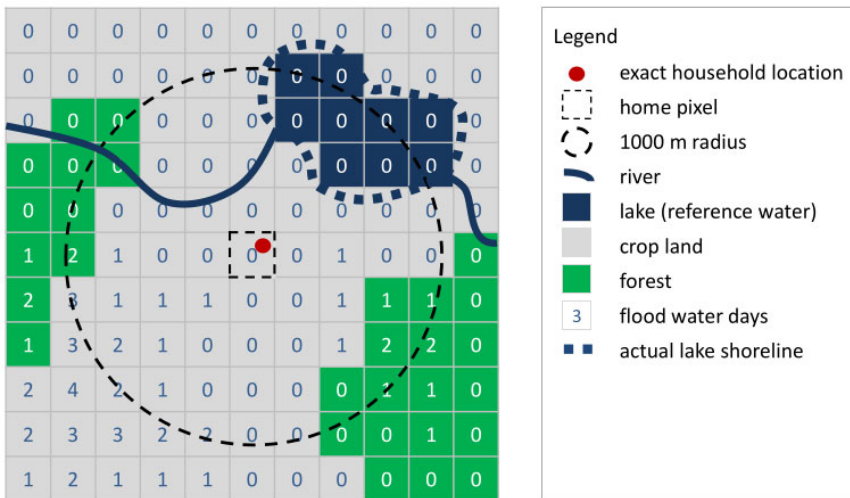 0 0 0 0 0 0 0 0 0 0 0
0 0 0 0 0 0 0 0 0 0 0
0 0 0 0 0 0 0 0 0 0 0
0 0 0 0 0 0 0 0 0 0 0
0 0 0 0 0 0 0 0 0 0 0
1 2 1 0 0 0 0 1 0 0 0
2 3 1 1 1 0 0 1 1 1 0
1 3 2 1 0 0 0 1 2 2 0
2 4 2 1 0 0 0 0 1 1 0
2 3 3 2 2 0 0 0 0 1 0
1 2 1 1 1 0 0 0 0 0 0
Legend
exact household location
home pixel
1000 m radius
river
lake (reference water)
crop land
forest
3 flood water days
actual lake shoreline